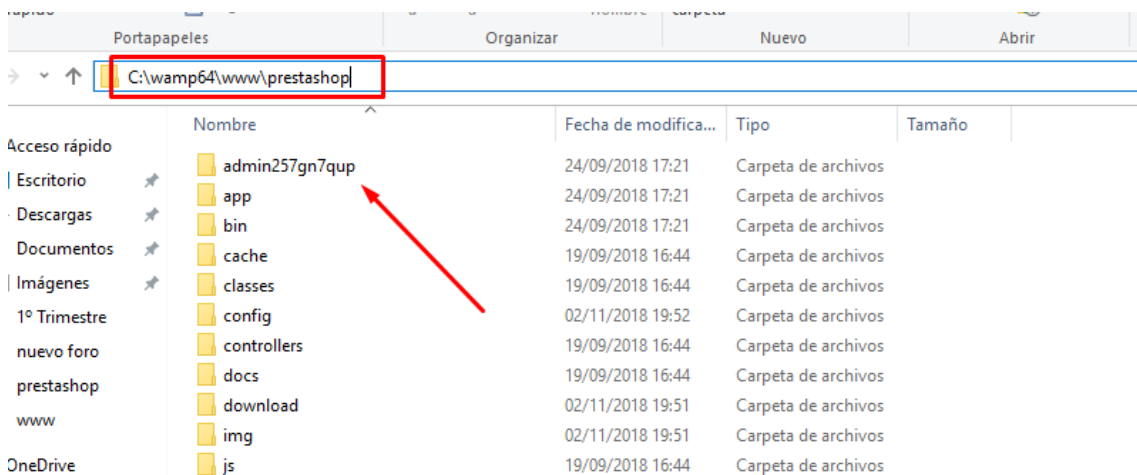 Portapapeles Organizar Nuevo Abrir
C:\wamp64\www\prestashop
Nombre Fecha de modifica... Tipo Tamaño
Acceso rápido
admin257gn7qup 24/09/2018 17:21 Carpeta de archivos
Escritorio
app 24/09/2018 17:21 Carpeta de archivos
Descargas
bin 24/09/2018 17:21 Carpeta de archivos
Documentos
cache 19/09/2018 16:44 Carpeta de archivos
Imágenes
classes 19/09/2018 16:44 Carpeta de archivos
1º Trimestre
config 02/11/2018 19:52 Carpeta de archivos
nuevo foro
controllers 19/09/2018 16:44 Carpeta de archivos
prestashop
docs 19/09/2018 16:44 Carpeta de archivos
www
download 02/11/2018 19:51 Carpeta de archivos
img 02/11/2018 19:51 Carpeta de archivos
OneDrive
js 19/09/2018 16:44 Carpeta de archivos